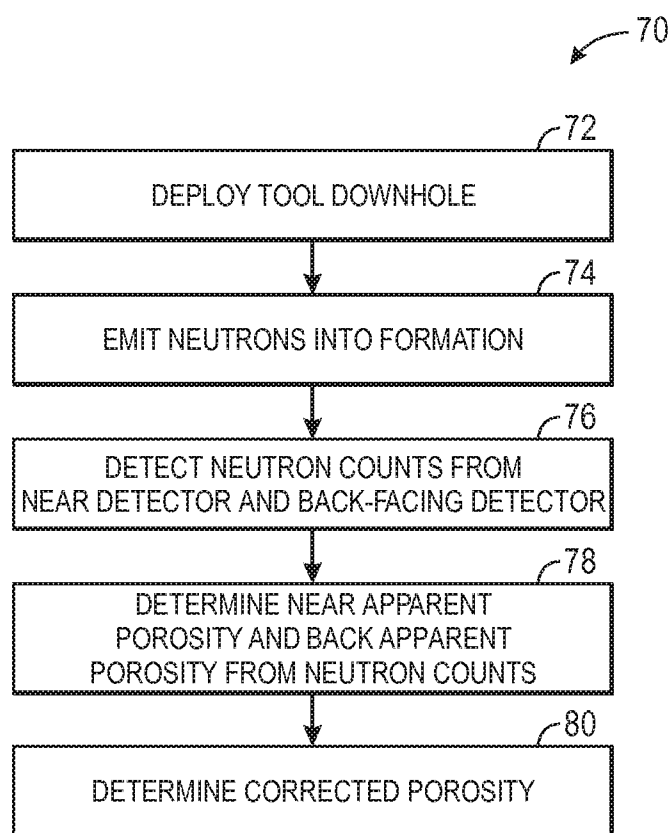 70
72
DEPLOY TOOL DOWNHOLE
74
EMIT NEUTRONS INTO FORMATION
76
DETECT NEUTRON COUNTS FROM
NEAR DETECTOR AND BACK-FACING DETECTOR
78
DETERMINE NEAR APPARENT
POROSITY AND BACK APPARENT
POROSITY FROM NEUTRON COUNTS
80
DETERMINE CORRECTED POROSITY